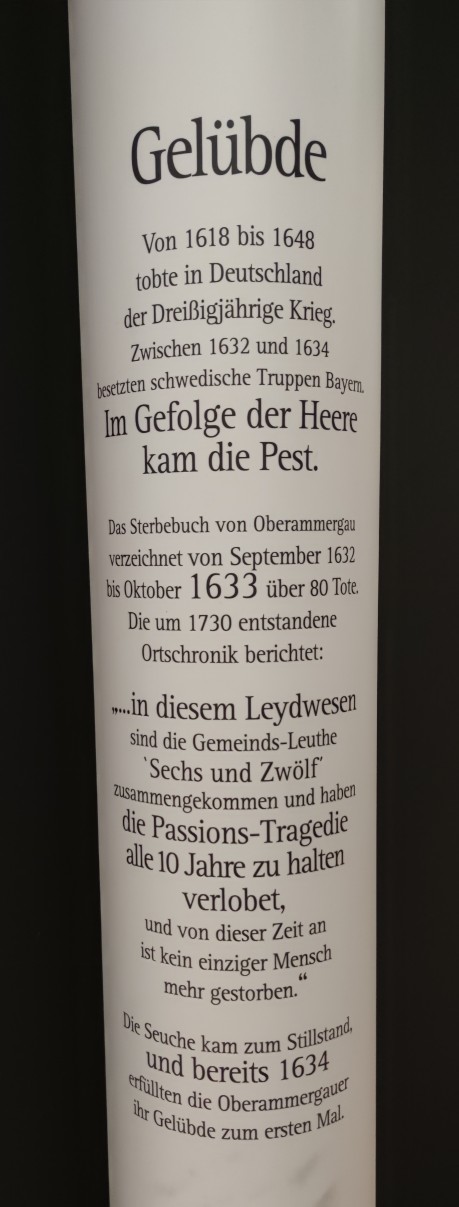 Gelübde
Von 1618 bis 1648
tobte in Deutschland
der Dreißigjährige Krieg.
Zwischen 1632 und 1634
besetzten schwedische Truppen Bayern.
Im Gefolge der Heere
kam die Pest.
Das Sterbebuch von Oberammergau
verzeichnet von September 1632
bis Oktober 1633 über 80 Tote.
Die um 1730 entstandene
Ortschronik berichtet:
„...in diesem Leydwesen
sind die Gemeinds-Leuthe
`Sechs und Zwölf´
zusammengekommen und haben
die Passions-Tragedie
alle 10 Jahre zu halten
verlobet,
und von dieser Zeit an
ist kein einziger Mensch
mehr gestorben.“
Die Seuche kam zum Stillstand,
und bereits 1634
erfüllten die Oberammergauer
ihr Gelübde zum ersten Mal.